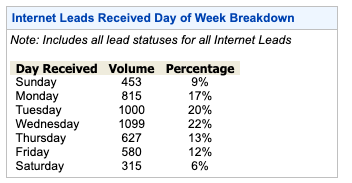 Internet Leads Received Day of Week Breakdown
Note: Includes all lead statuses for all Internet Leads
Day Received Volume Percentage
Sunday 453 9%
Monday 815 17%
Tuesday 1000 20%
Wednesday 1099 22%
Thursday 627 13%
Friday 580 12%
Saturday 315 6%